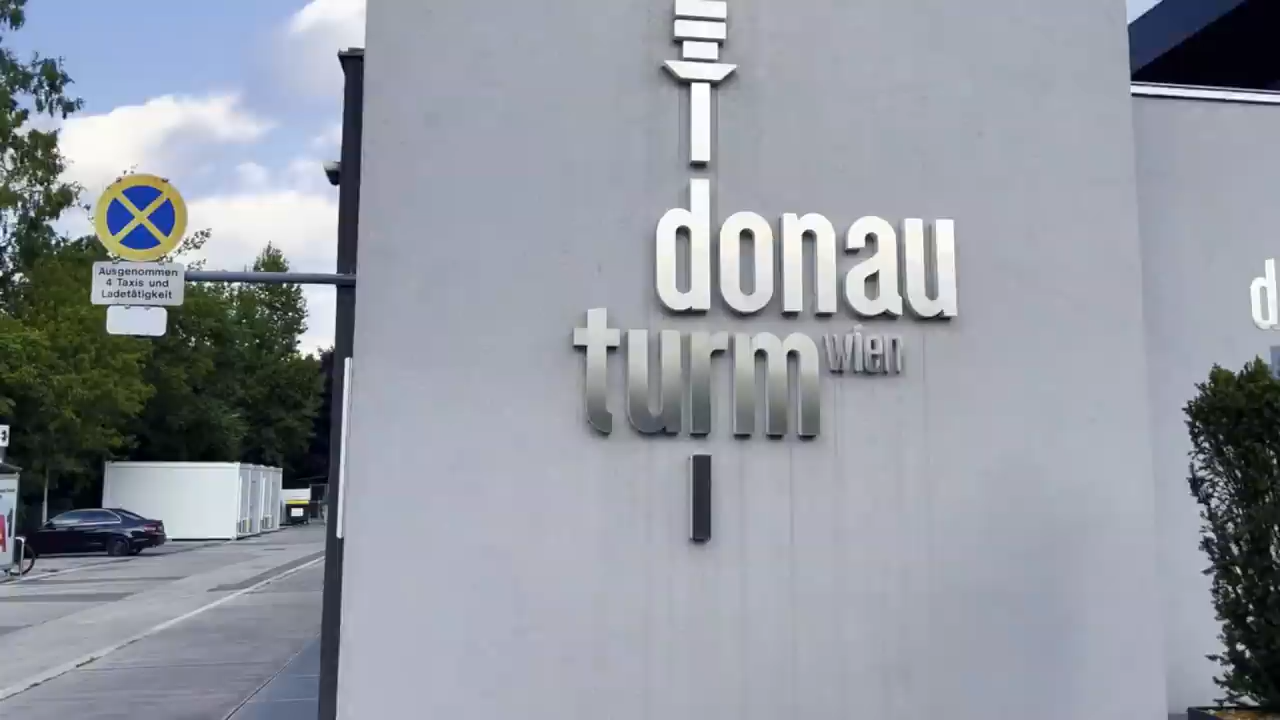 Ausgenommen
4 Taxis und
Ladetätigkeit
donau
turm wien
d